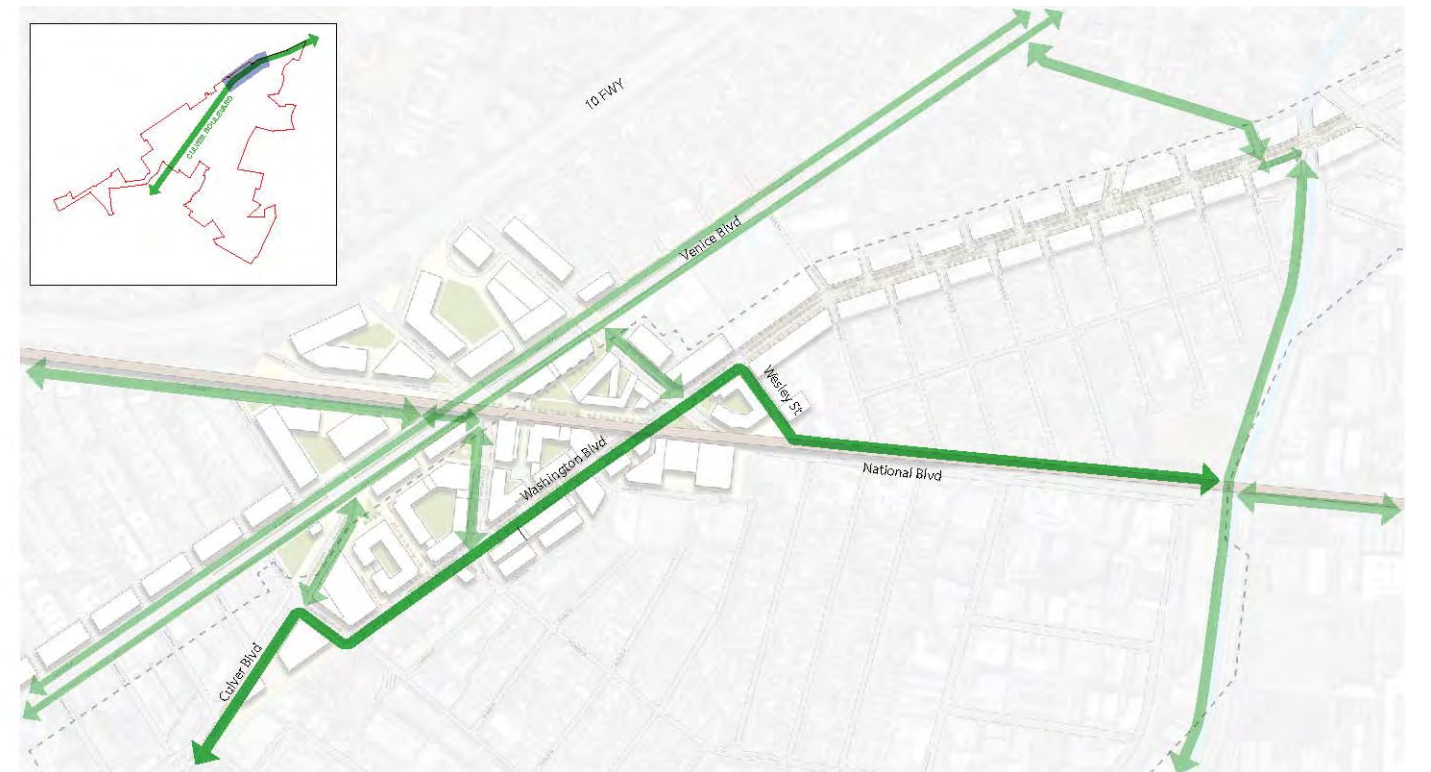 CULVER BOULEVARD
10 FWY
Venice Blvd
Wesley St
Washington Blvd
National Blvd
Culver Blvd